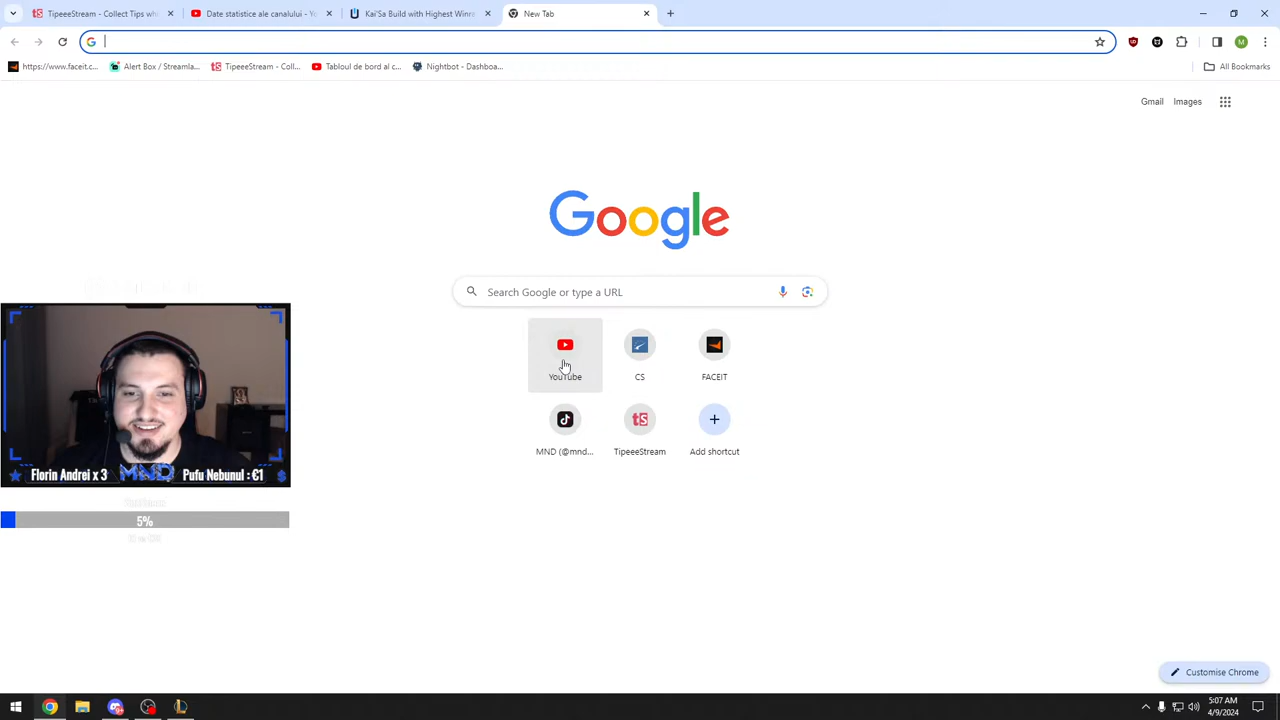 TipeeeStream - Collect Tips whi
Date statistice ale canalului - Yo
Kai'Sa Build with Highest Winra
New Tab
https://www.faceit.c...
Alert Box / Streamla...
TipeeeStream - Coll...
Tabloul de bord al c...
Nightbot - Dashboa...
All Bookmarks
Gmail
Images
Google
Search Google or type a URL
YouTube
CS
FACEIT
MND (@mnd...
TipeeeStream
Add shortcut
Florin Andrei x 3
MND
Pufu Nebunul : €1
5%
Customise Chrome
5:07 AM
4/9/2024